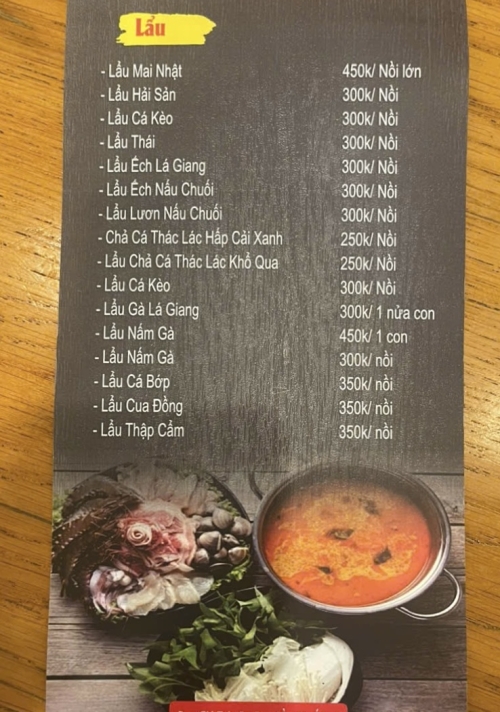 Lẩu
- Lẩu Mai Nhật 450k/ Nồi lớn
- Lẩu Hải Sản 300k/ Nồi
- Lẩu Cá Kèo 300k/ Nồi
- Lẩu Thái 300k/ Nồi
- Lẩu Ếch Lá Giang 300k/ Nồi
- Lẩu Ếch Nấu Chuối 300k/ Nồi
- Lẩu Lươn Nấu Chuối 300k/ Nồi
- Chả Cá Thác Lác Hấp Cải Xanh 250k/ Nồi
- Lẩu Chả Cá Thác Lác Khổ Qua 250k/ Nồi
- Lẩu Cá Kèo 300k/ Nồi
- Lẩu Gà Lá Giang 300k/ 1 nửa con
- Lẩu Nấm Gà 450k/ 1 con
- Lẩu Nấm Gà 300k/ nồi
- Lẩu Cá Bớp 350k/ nồi
- Lẩu Cua Đồng 350k/ nồi
- Lẩu Thập Cẩm 350k/ nồi